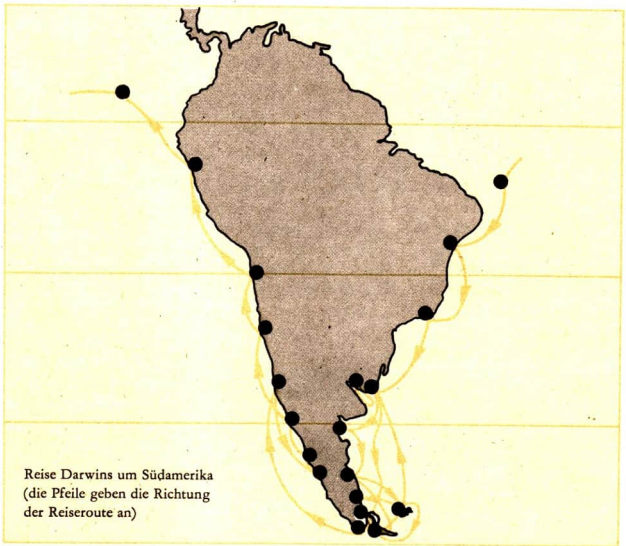 Reise Darwins um Südamerika
(die Pfeile geben die Richtung
der Reiseroute an)